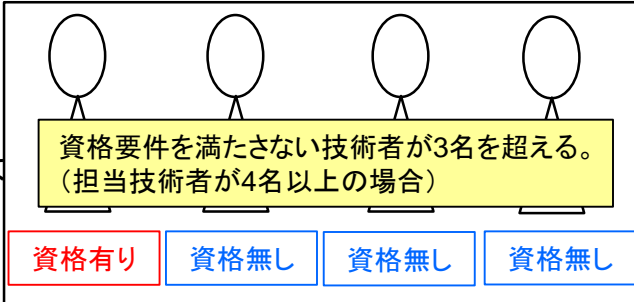 資格要件を満たさない技術者が3名を超える。
（担当技術者が4名以上の場合）
資格有り
資格無し
資格無し
資格無し